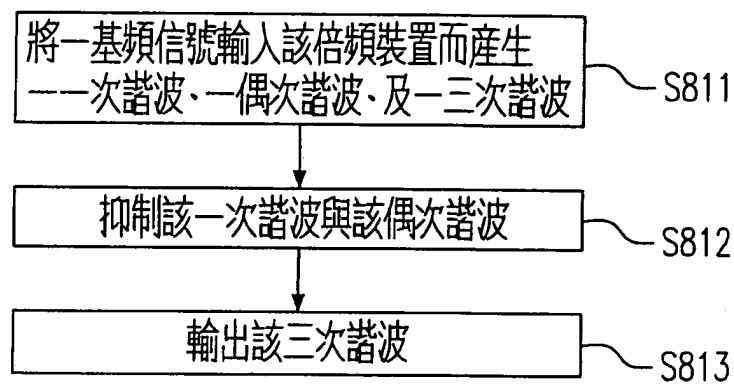 將一基頻信號輸入該倍頻裝置而產生
一一次諧波、一偶次諧波、及一三次諧波
S811
抑制該一次諧波與該偶次諧波
S812
輸出該三次諧波
S813